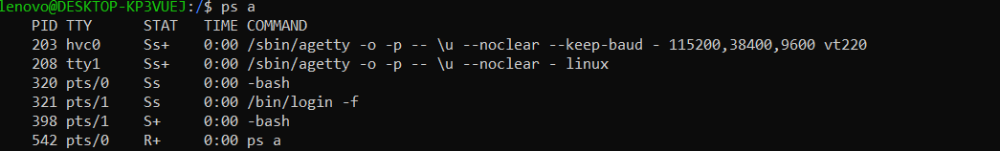 lenovo@DESKTOP-KP3VUEJ:/$ ps a
PID TTY STAT TIME COMMAND
203 hvc0 Ss+ 0:00 /sbin/agetty -o -p -- \u --noclear --keep-baud - 115200,38400,9600 vt220
208 tty1 Ss+ 0:00 /sbin/agetty -o -p -- \u --noclear - linux
320 pts/0 Ss 0:00 -bash
321 pts/1 Ss 0:00 /bin/login -f
398 pts/1 S+ 0:00 -bash
542 pts/0 R+ 0:00 ps a